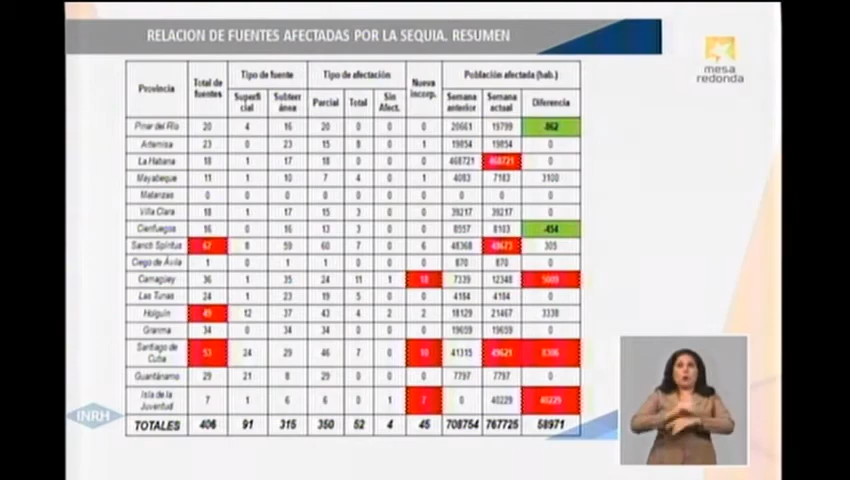 RELACION DE FUENTES AFECTADAS POR LA SEQUIA. RESUMEN
mesa
redonda
Provincia Total de fuentes Tipo de fuente Tipo de afectación Nueva incorp. Población afectada (hab.)
Superficial Subterránea Parcial Total Sin Afect. Semana anterior Semana actual Diferencia
Pinar del Río 20 4 16 20 0 0 0 20661 19799 -862
Artemisa 23 0 23 15 8 0 1 19854 19854 0
La Habana 18 1 17 18 0 0 0 468721 468721 0
Mayabeque 11 1 10 7 4 0 1 4083 7183 3100
Matanzas 0 0 0 0 0 0 0 0 0 0
Villa Clara 18 1 17 15 3 0 0 39217 39217 0
Cienfuegos 16 0 16 13 3 0 0 8557 8103 -454
Sancti Spíritus 67 8 59 60 7 0 6 48368 48673 305
Ciego de Ávila 1 0 1 1 0 0 0 870 870 0
Camagüey 36 1 35 24 11 1 18 7339 12348 5009
Las Tunas 24 1 23 19 5 0 0 4184 4184 0
Holguín 49 12 37 43 4 2 2 18129 21467 3338
Granma 34 0 34 34 0 0 0 19659 19659 0
Santiago de Cuba 53 24 29 46 7 0 10 41315 49621 8306
Guantánamo 29 21 8 29 0 0 0 7797 7797 0
Isla de la Juventud 7 1 6 6 0 1 7 0 40229 40229
TOTALES 406 91 315 350 52 4 45 708754 767725 58971
INRH